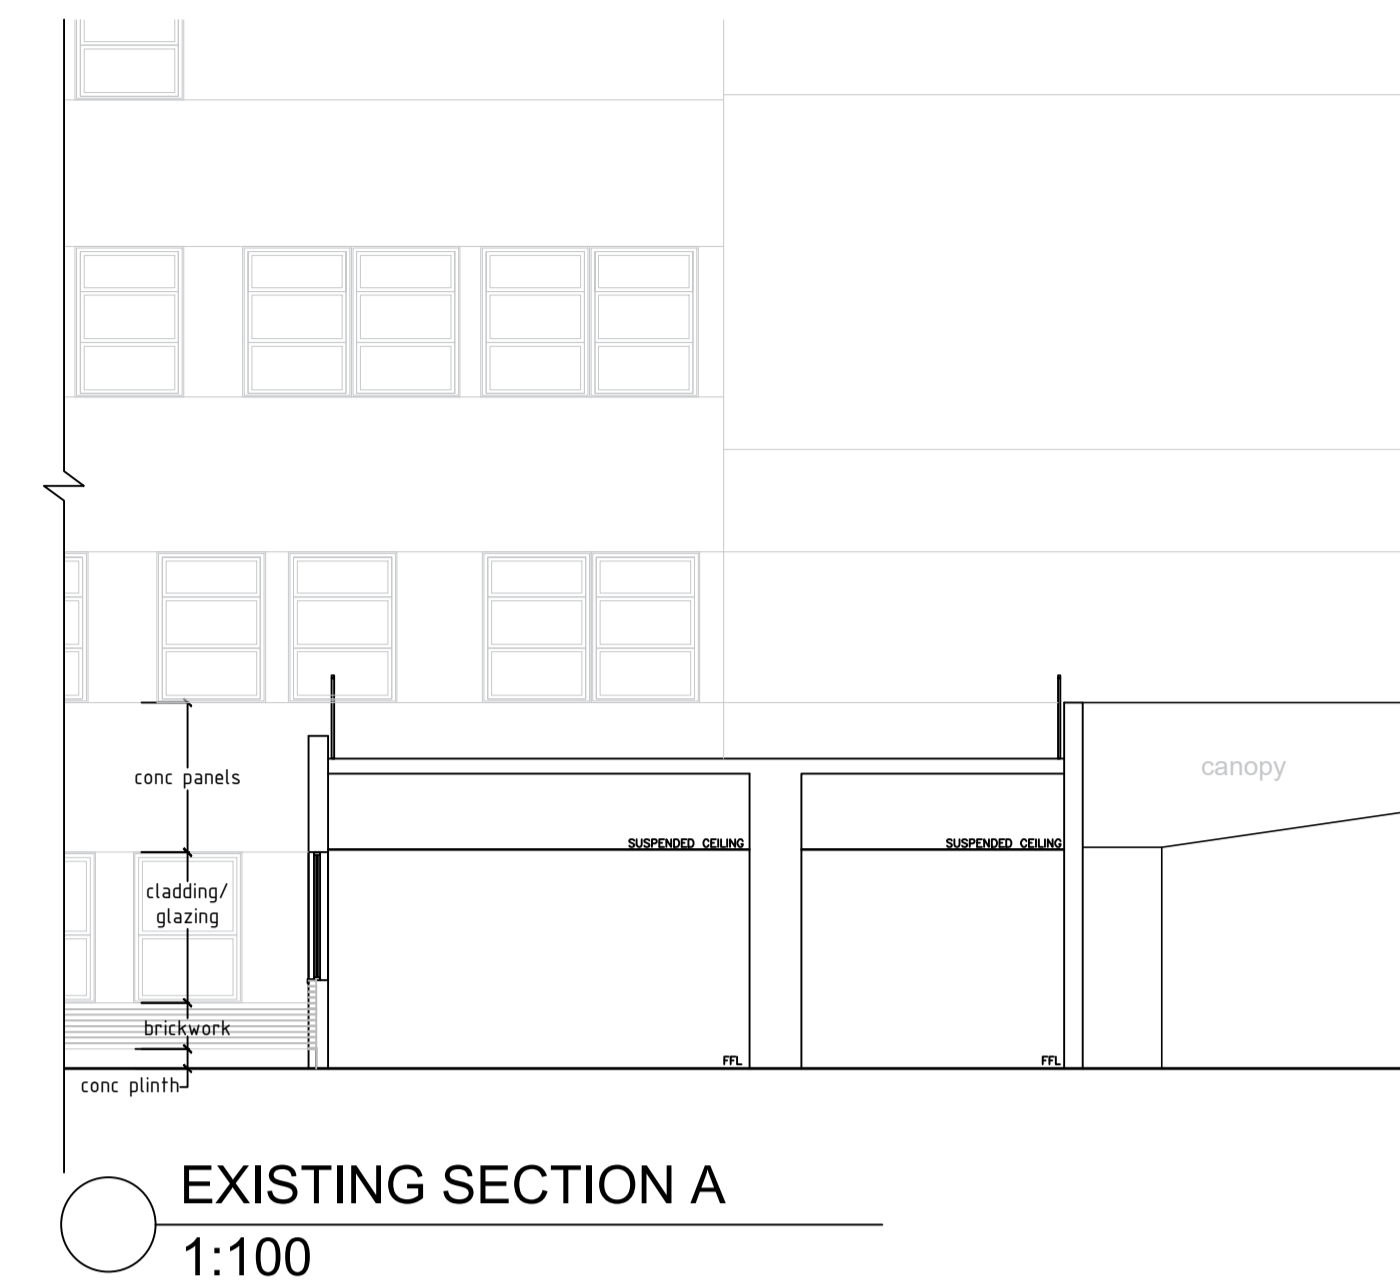 canopy
conc panels
SUSPENDED CEILING
SUSPENDED CEILING
cladding/
glazing
brickwork
FFL
FFL
conc plinth
EXISTING SECTION A
1:100